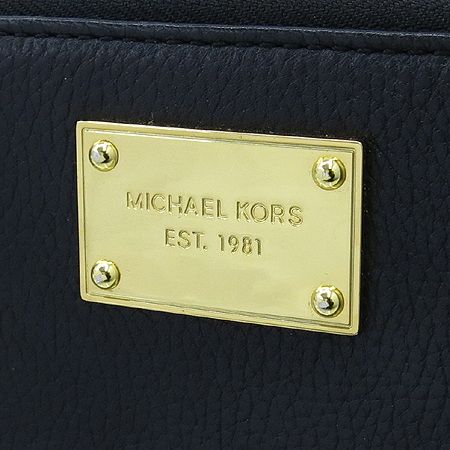 MICHAEL KORS
EST. 1981